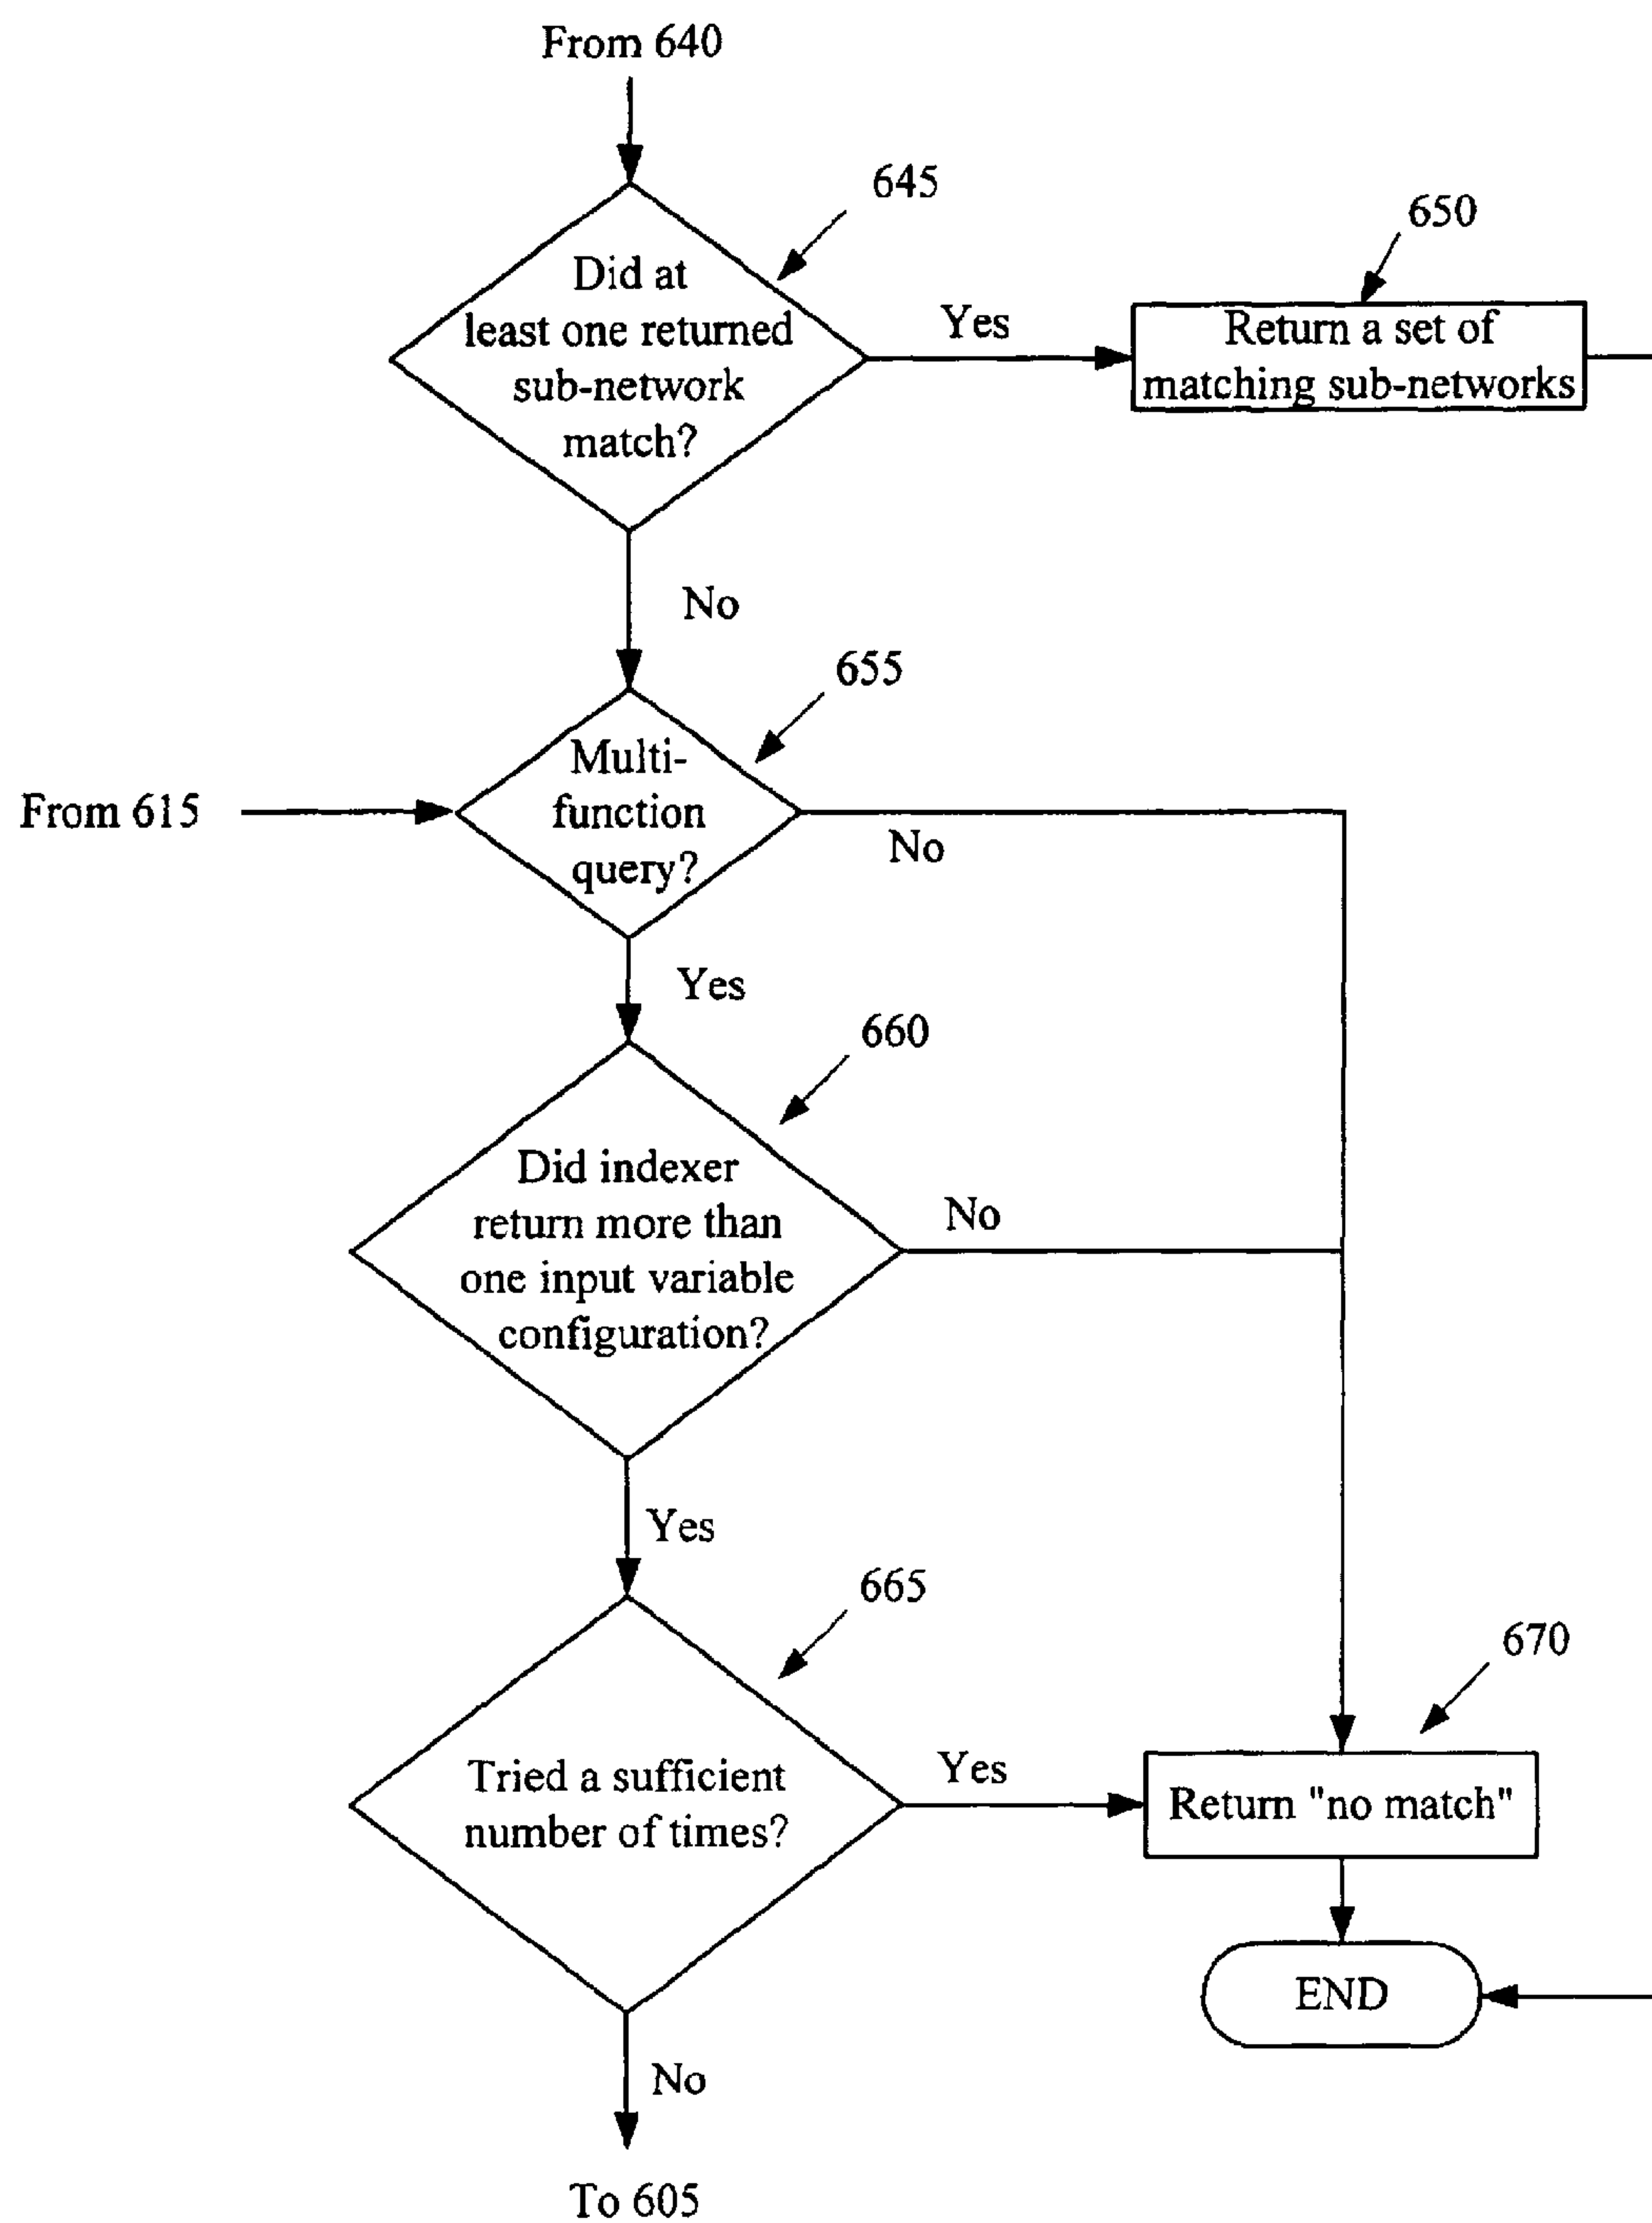 From 640
645
Did at
least one returned
sub-network
match?
Yes
650
Return a set of
matching sub-networks
No
655
From 615
Multi-
function
query?
No
Yes
660
Did indexer
return more than
one input variable
configuration?
No
Yes
665
Tried a sufficient
number of times?
Yes
670
Return "no match"
END
No
To 605